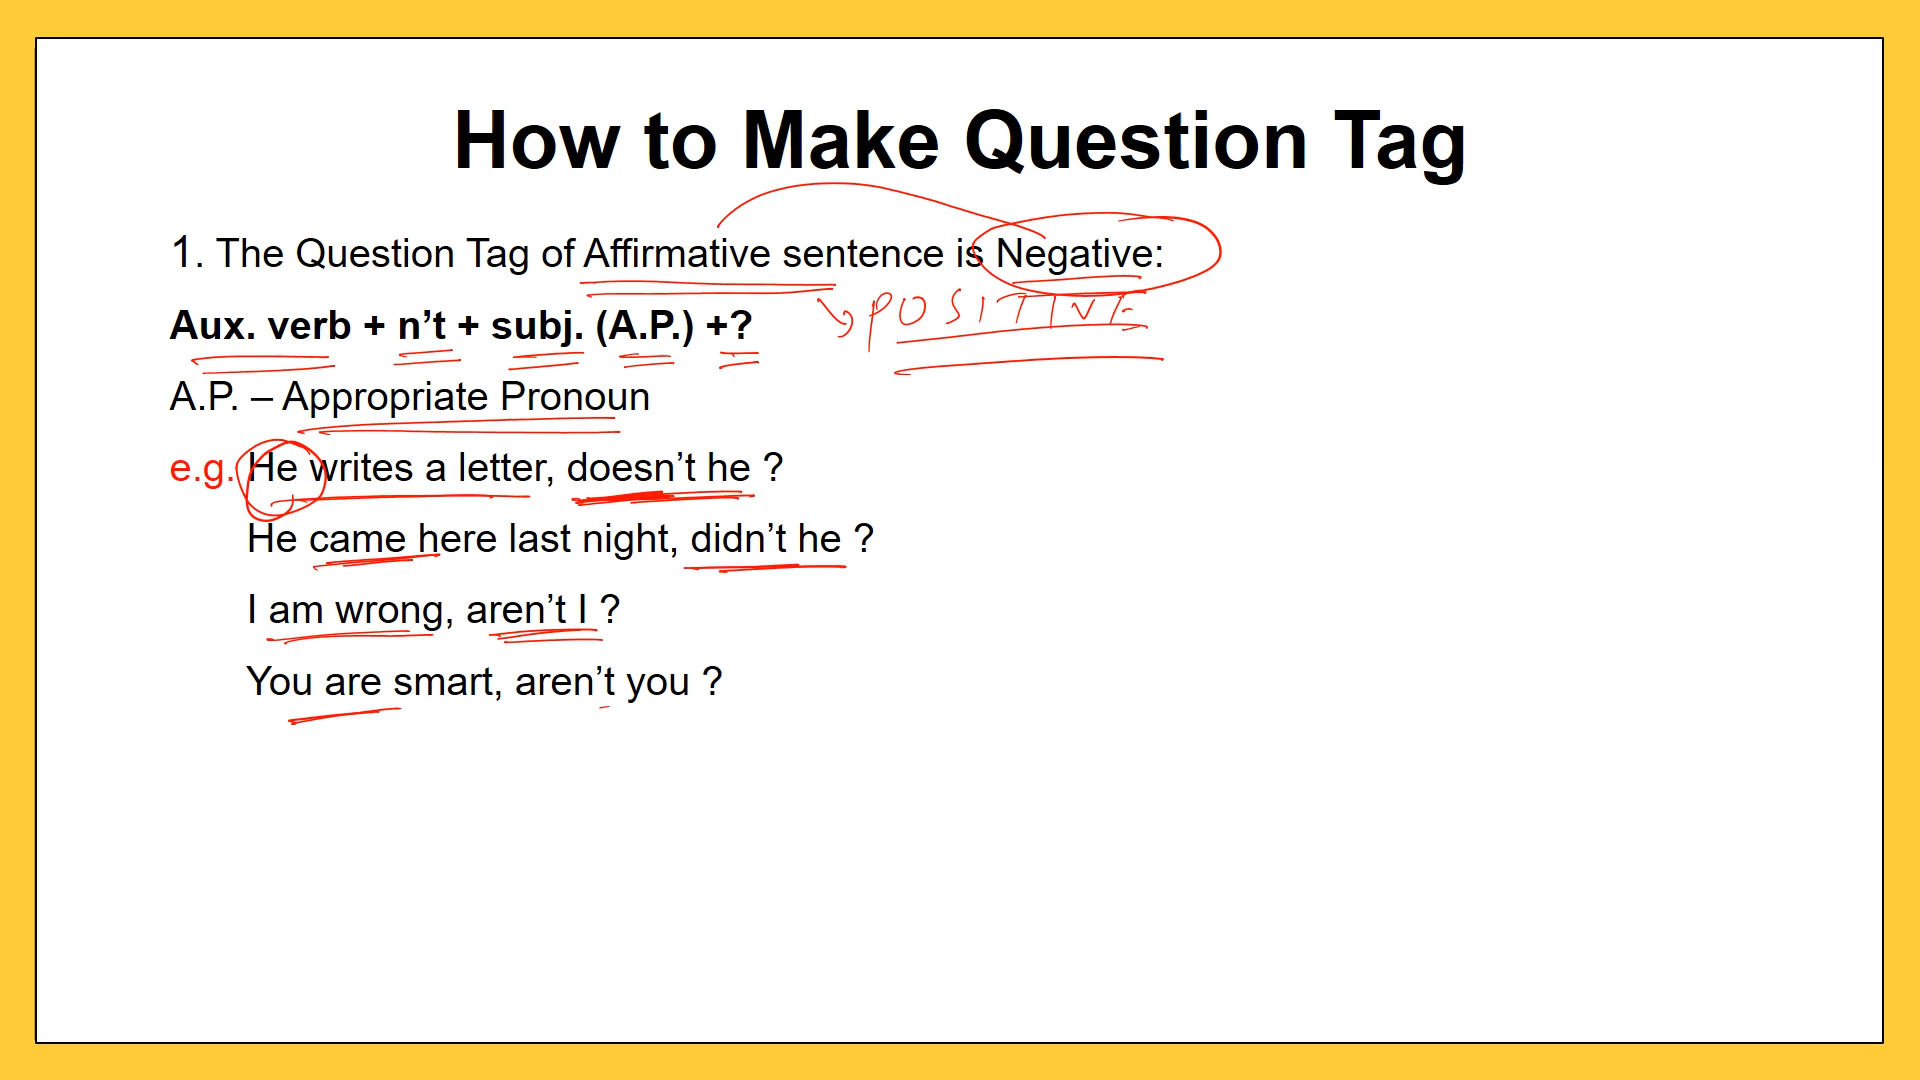 How to Make Question Tag
1. The Question Tag of Affirmative sentence is Negative:
POSITIVE
Aux. verb + n’t + subj. (A.P.) +?
A.P. – Appropriate Pronoun
e.g. He writes a letter, doesn’t he ?
He came here last night, didn’t he ?
I am wrong, aren’t I ?
You are smart, aren’t you ?